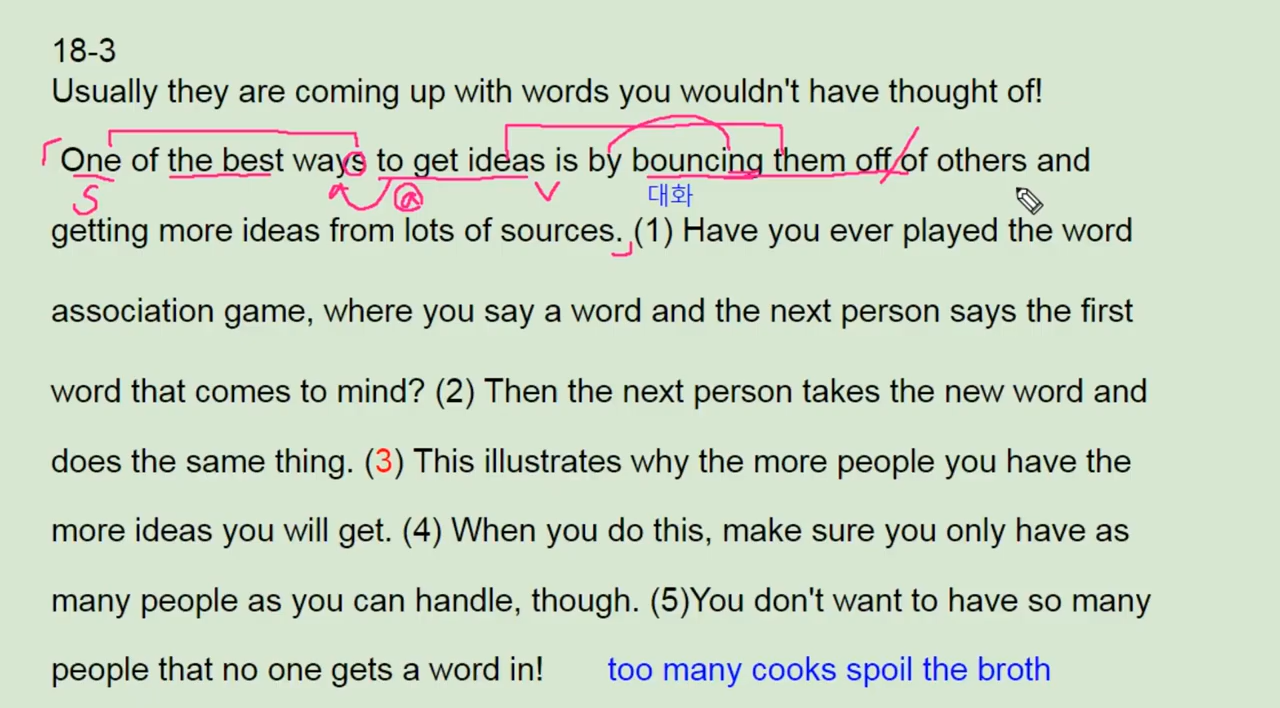 18-3
Usually they are coming up with words you wouldn't have thought of!
One of the best ways to get ideas is by bouncing them off of others and
S ⓐ V 대화
getting more ideas from lots of sources. (1) Have you ever played the word
association game, where you say a word and the next person says the first
word that comes to mind? (2) Then the next person takes the new word and
does the same thing. (3) This illustrates why the more people you have the
more ideas you will get. (4) When you do this, make sure you only have as
many people as you can handle, though. (5)You don't want to have so many
people that no one gets a word in! too many cooks spoil the broth